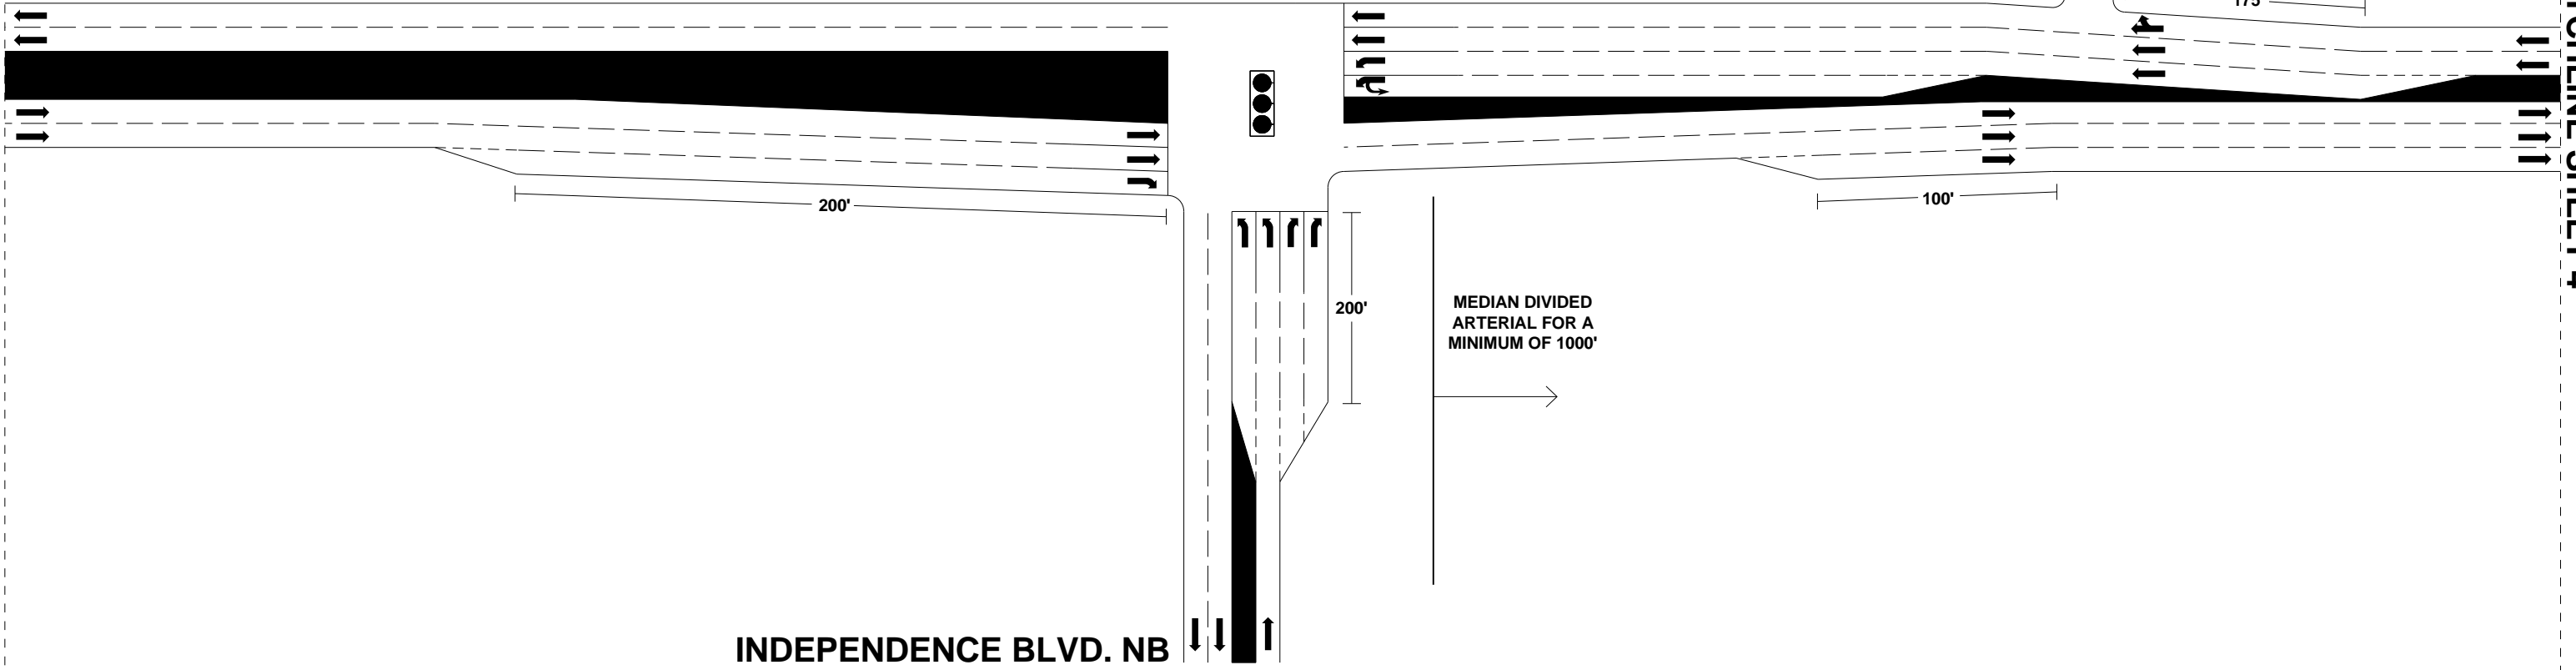 175'
200'
100'
200'
MEDIAN DIVIDED
ARTERIAL FOR A
MINIMUM OF 1000'
INDEPENDENCE BLVD. NB